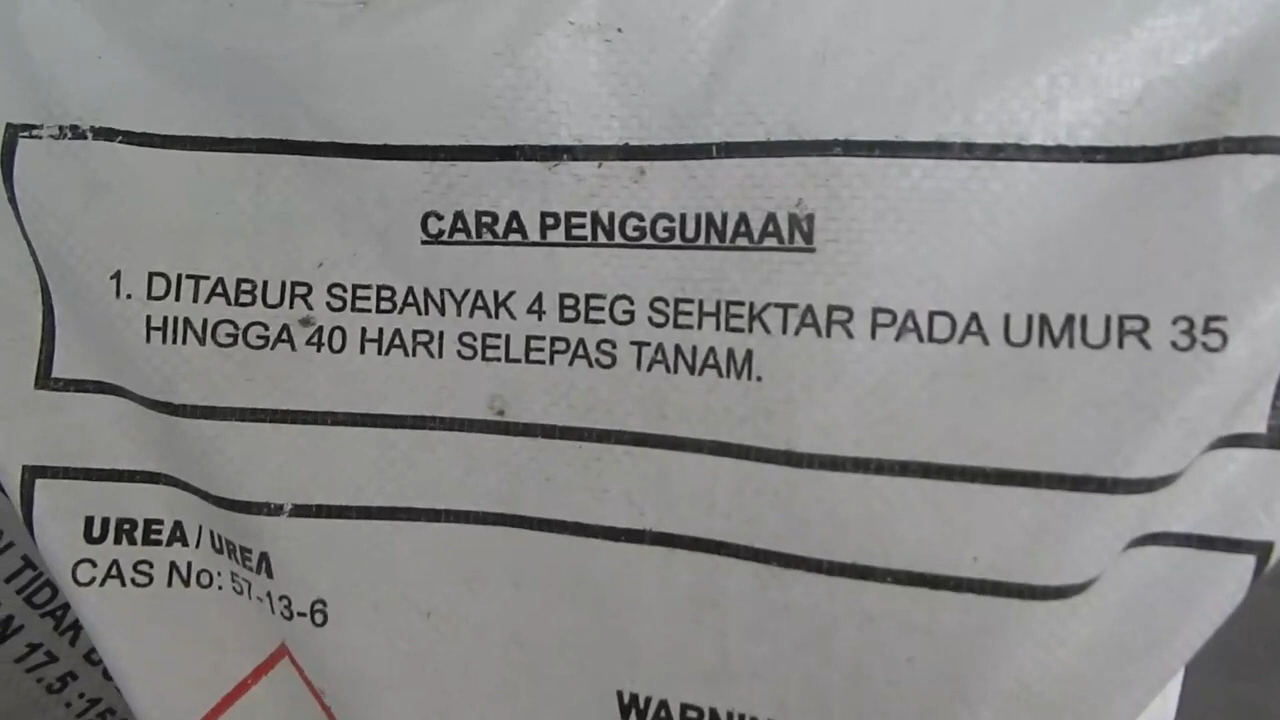 CARA PENGGUNAAN
1. DITABUR SEBANYAK 4 BEG SEHEKTAR PADA UMUR 35
HINGGA 40 HARI SELEPAS TANAM.
UREA / UREA
CAS No: 57-13-6
TIDAK
17.5:15